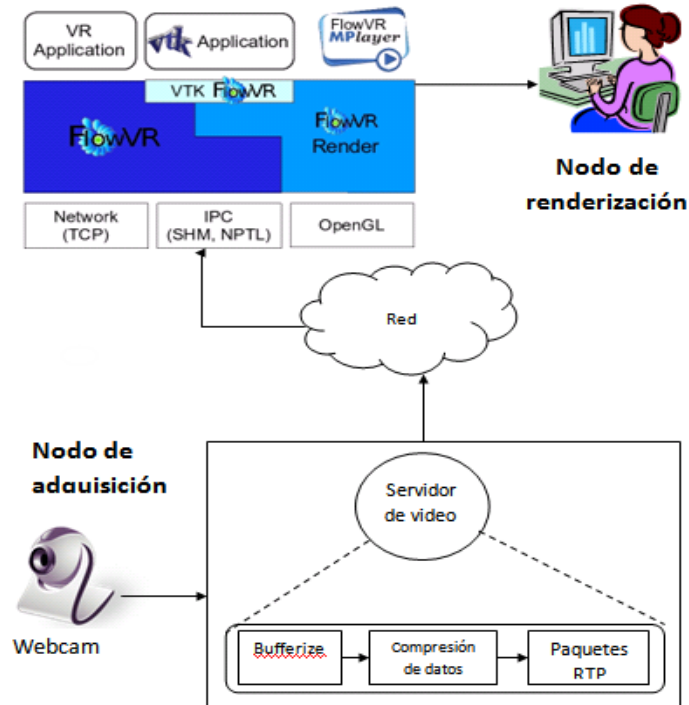 VR
Application
vtk Application
FlowVR
MPlayer
VTK FlowVR
FlowVR
FlowVR
Render
Network
(TCP)
IPC
(SHM, NPTL)
OpenGL
Nodo de
renderización
Red
Nodo de
adquisición
Servidor
de video
Webcam
Bufferize
Compresión
de datos
Paquetes
RTP